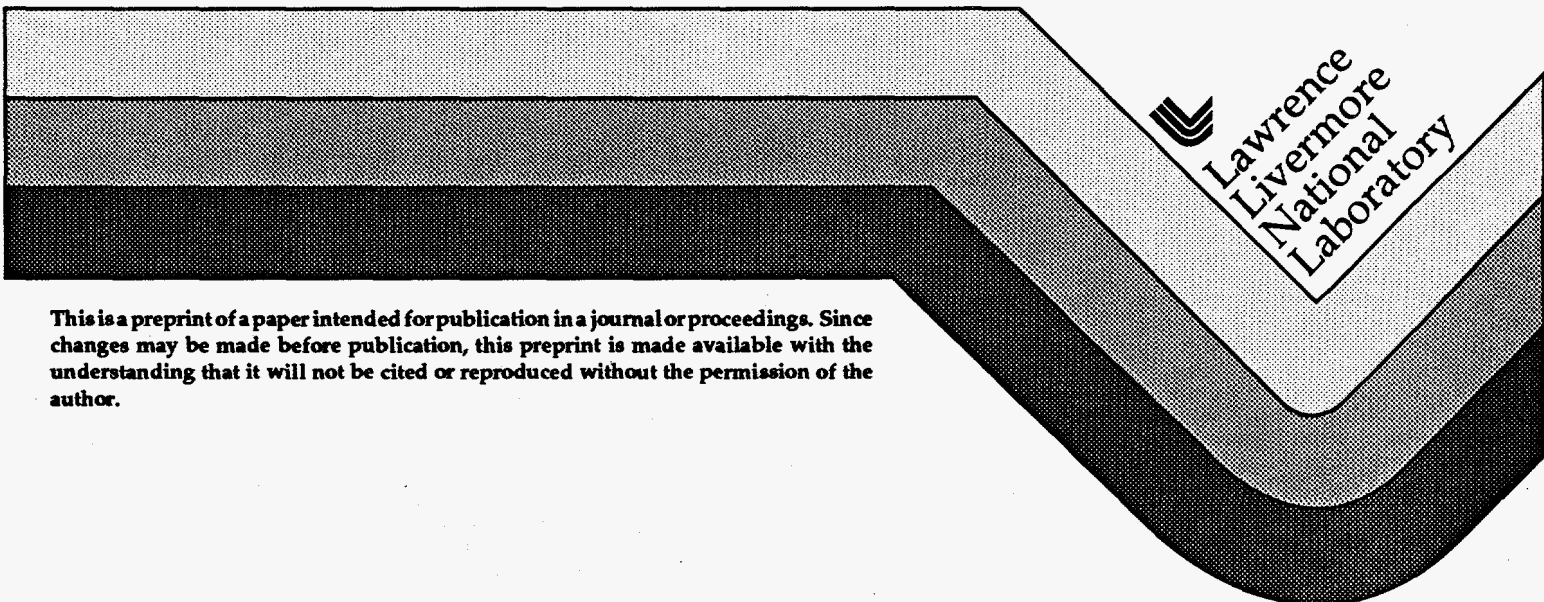 Lawrence
Livermore
National
Laboratory
This is a preprint of a paper intended for publication in a journal or proceedings. Since
changes may be made before publication, this preprint is made available with the
understanding that it will not be cited or reproduced without the permission of the
author.